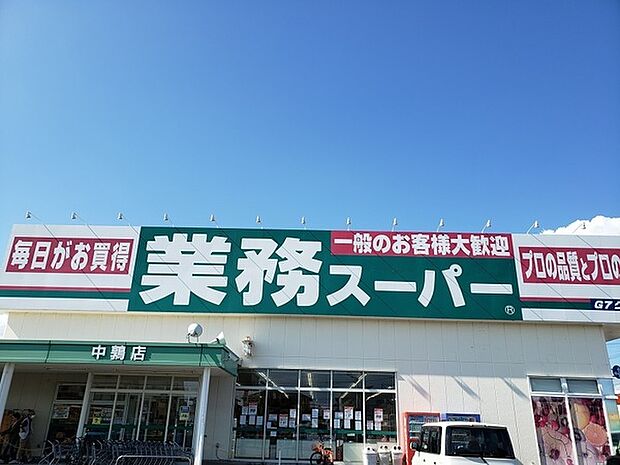 毎日がお買得
業務スーパー
一般のお客様大歓迎
®
プロの品質とプロの
G7
中鶉店